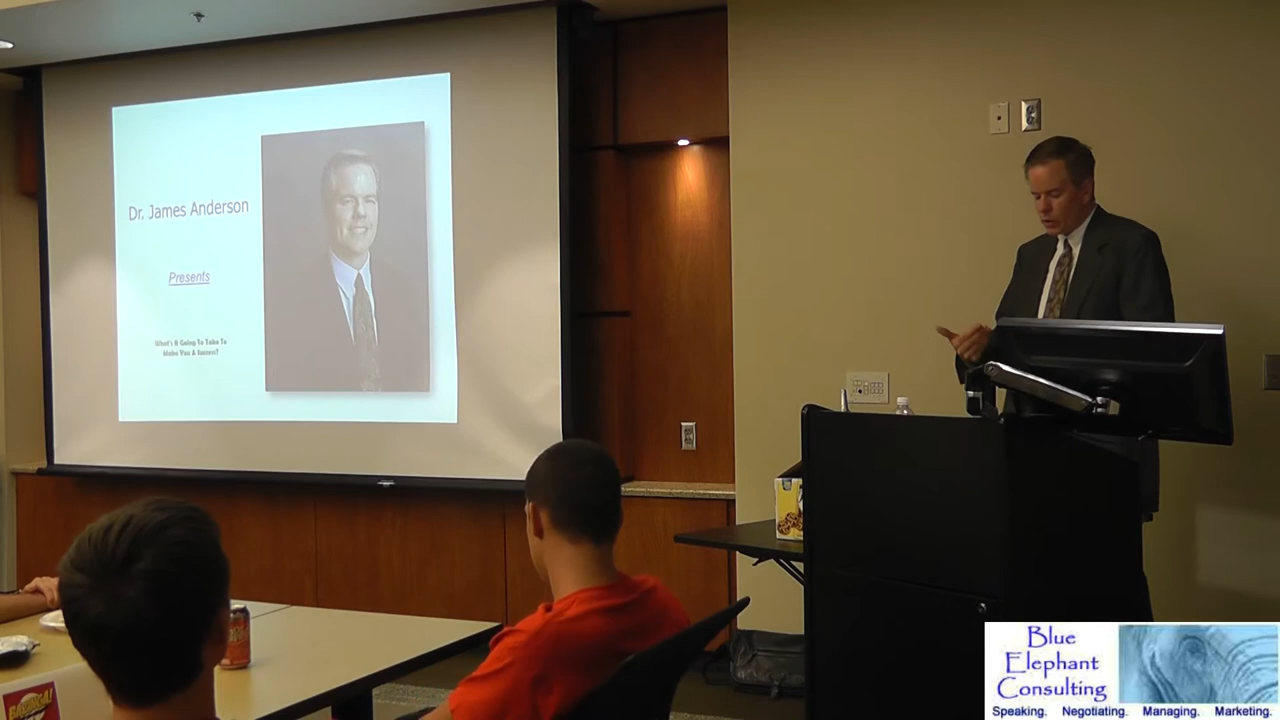 Dr. James Anderson
Presents
What's It Going To Take To
Make You A Success?
BAZINGA!
Blue
Elephant
Consulting
Speaking. Negotiating. Managing. Marketing.